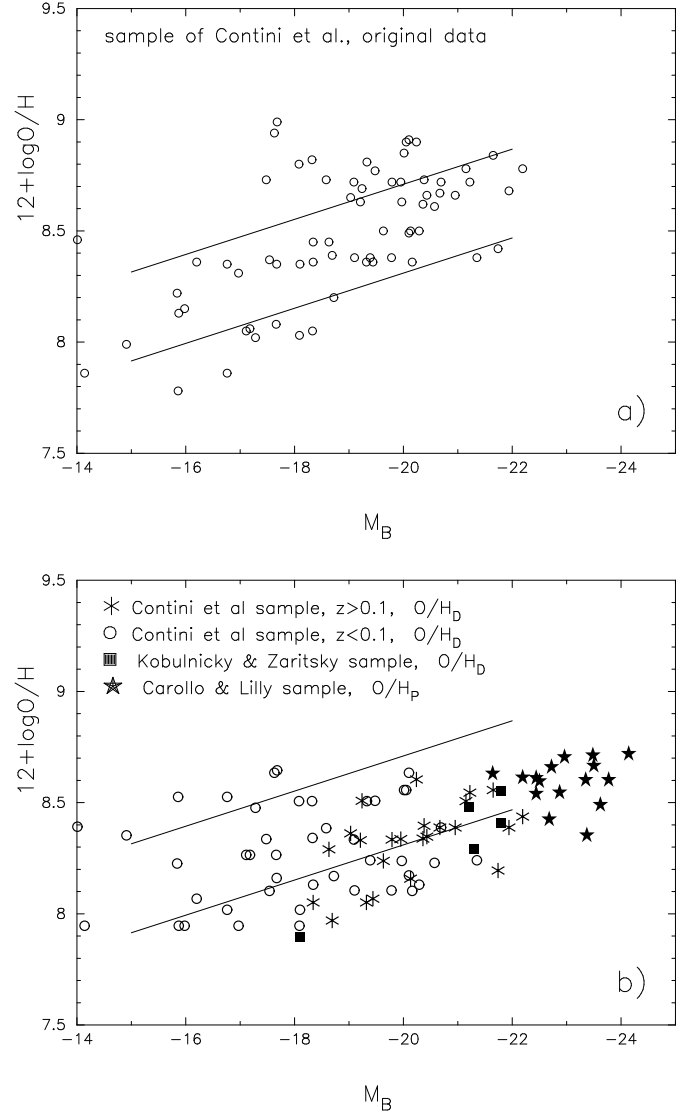 sample of Contini et al., original data
9.5
9
8.5
8
7.5
12+logO/H
a)
−14 −16 −18 −20 −22 −24
M_B
Contini et al sample, z>0.1, O/H_D
Contini et al sample, z<0.1, O/H_D
Kobulnicky & Zaritsky sample, O/H_D
Carollo & Lilly sample, O/H_P
9.5
9
8.5
8
7.5
12+logO/H
b)
−14 −16 −18 −20 −22 −24
M_B